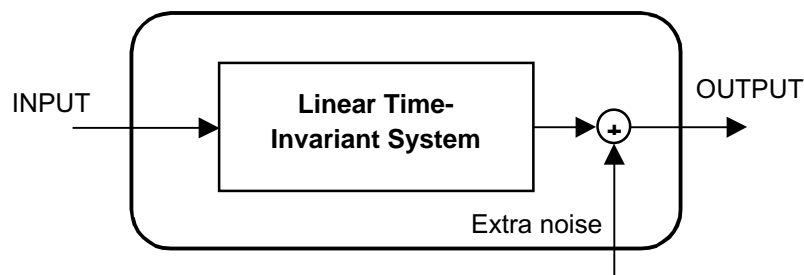 INPUT
Linear Time-
Invariant System
+
OUTPUT
Extra noise